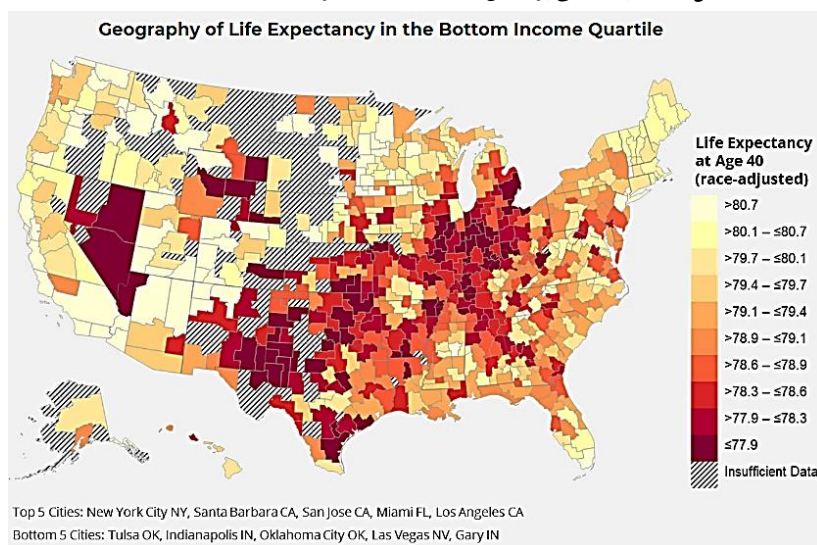 Geography of Life Expectancy in the Bottom Income Quartile
Life Expectancy
at Age 40
(race-adjusted)
>80.7
>80.1 – ≤80.7
>79.7 – ≤80.1
>79.4 – ≤79.7
>79.1 – ≤79.4
>78.9 – ≤79.1
>78.6 – ≤78.9
>78.3 – ≤78.6
>77.9 – ≤78.3
≤77.9
Insufficient Data
Top 5 Cities: New York City NY, Santa Barbara CA, San Jose CA, Miami FL, Los Angeles CA
Bottom 5 Cities: Tulsa OK, Indianapolis IN, Oklahoma City OK, Las Vegas NV, Gary IN